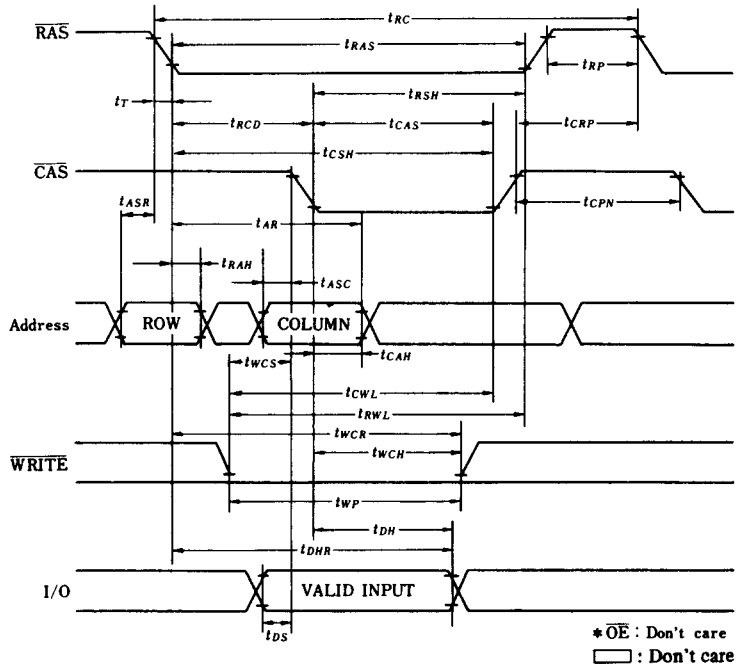 tRC
RAS
tRAS
tRP
tT
tRSH
tRCD
tCAS
tCRP
tCSH
CAS
tASR
tCPN
tAR
tRAH
tASC
Address
ROW
COLUMN
tWCS
tCAH
tCWL
tRWL
tWCR
WRITE
tWCH
tWP
tDH
tDHR
I/O
VALID INPUT
tDS
* OE : Don't care
: Don't care